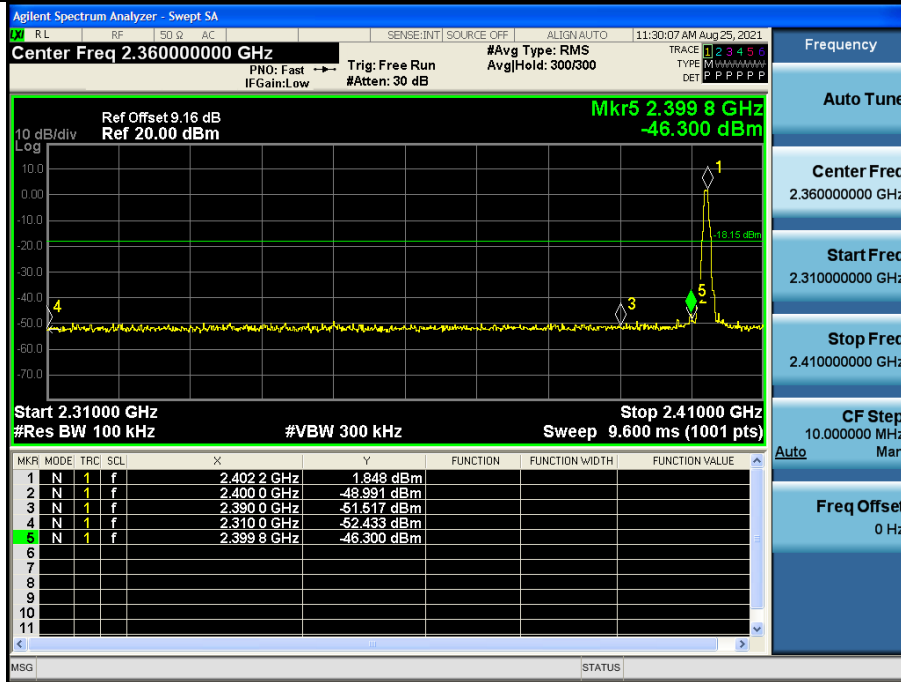 Agilent Spectrum Analyzer - Swept SA
LXI RL RF 50 Ω AC SENSE:INT SOURCE OFF ALIGN AUTO 11:30:07 AM Aug 25, 2021
Center Freq 2.360000000 GHz
PNO: Fast
IFGain:Low
Trig: Free Run
#Atten: 30 dB
#Avg Type: RMS
Avg|Hold: 300/300
TRACE 1 2 3 4 5 6
TYPE M W W W W W
DET P P P P P P
Frequency
Auto Tune
Center Freq
2.360000000 GHz
Start Freq
2.310000000 GHz
Stop Freq
2.410000000 GHz
CF Step
10.000000 MHz
Auto Man
Freq Offset
0 Hz
Mkr5 2.399 8 GHz
-46.300 dBm
Ref Offset 9.16 dB
10 dB/div Ref 20.00 dBm
Log
10.0
0.00
-10.0
-20.0
-30.0
-40.0
-50.0
-60.0
-70.0
1
-18.15 dBm
4
3
5
Start 2.31000 GHz Stop 2.41000 GHz
#Res BW 100 kHz #VBW 300 kHz Sweep 9.600 ms (1001 pts)
MKR MODE TRC SCL X Y FUNCTION FUNCTION WIDTH FUNCTION VALUE
1 N 1 f 2.402 2 GHz 1.848 dBm
2 N 1 f 2.400 0 GHz -48.991 dBm
3 N 1 f 2.390 0 GHz -51.517 dBm
4 N 1 f 2.310 0 GHz -52.433 dBm
5 N 1 f 2.399 8 GHz -46.300 dBm
6
7
8
9
10
11
MSG STATUS